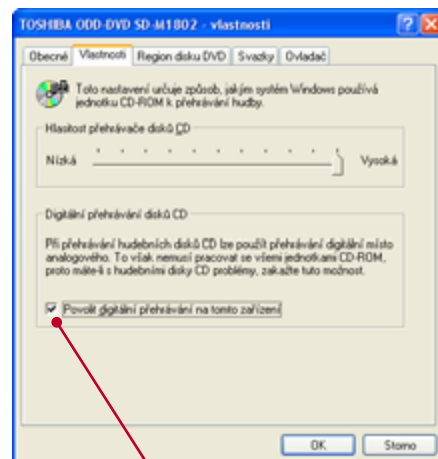 TOSHIBA ODD-DVD SD-M1802 - vlastnosti
Obecné Vlastnosti Region disku DVD Svazky Ovladač
Toto nastavení určuje způsob, jakým systém Windows používá
jednotku CD-ROM k přehrávání hudby.
Hlasitost přehrávače disků CD
Nízká Vysoká
Digitální přehrávání disků CD
Při přehrávání hudebních disků CD lze použít přehrávání digitální místo
analogového. To však nemusí pracovat se všemi jednotkami CD-ROM,
proto máte-li s hudebními disky CD problémy, zakažte tuto možnost.
Povolit digitální přehrávání na tomto zařízení
OK Storno